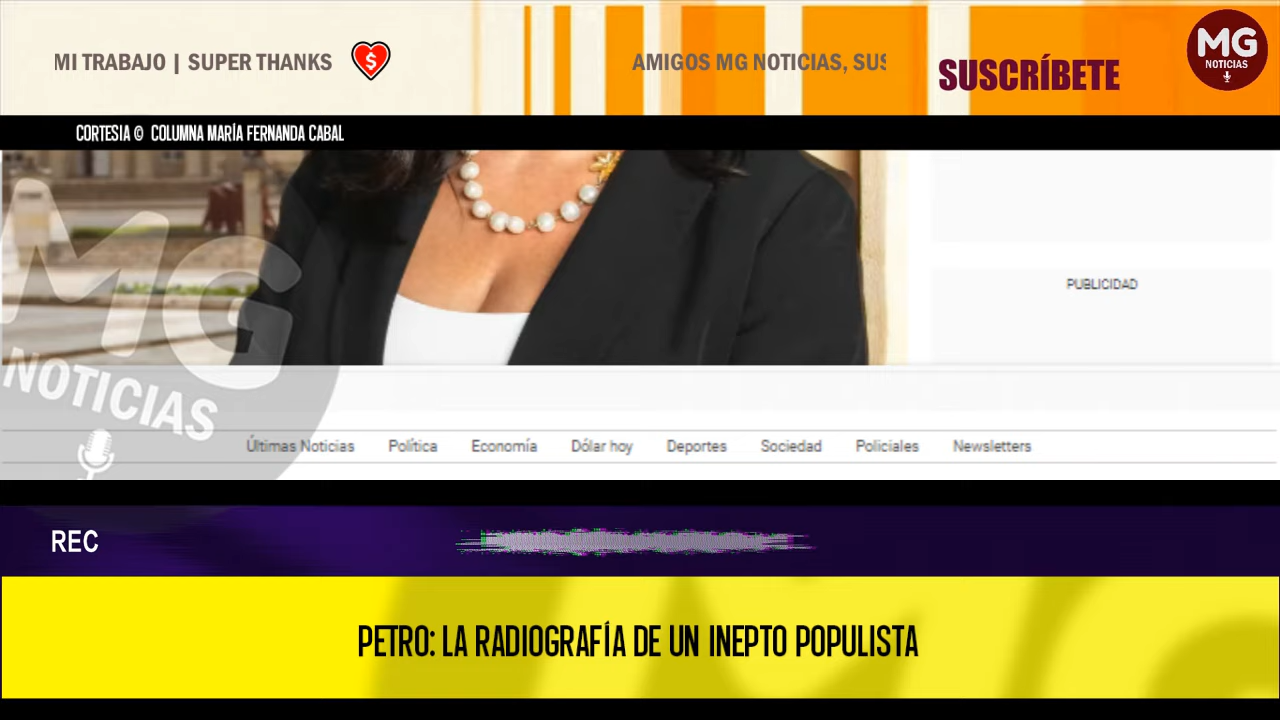 MI TRABAJO | SUPER THANKS
$
AMIGOS MG NOTICIAS, SUS
SUSCRÍBETE
MG
NOTICIAS
CORTESIA © COLUMNA MARÍA FERNANDA CABAL
PUBLICIDAD
MG
NOTICIAS
Últimas Noticias Política Economía Dólar hoy Deportes Sociedad Policiales Newsletters
REC
PETRO: LA RADIOGRAFÍA DE UN INEPTO POPULISTA